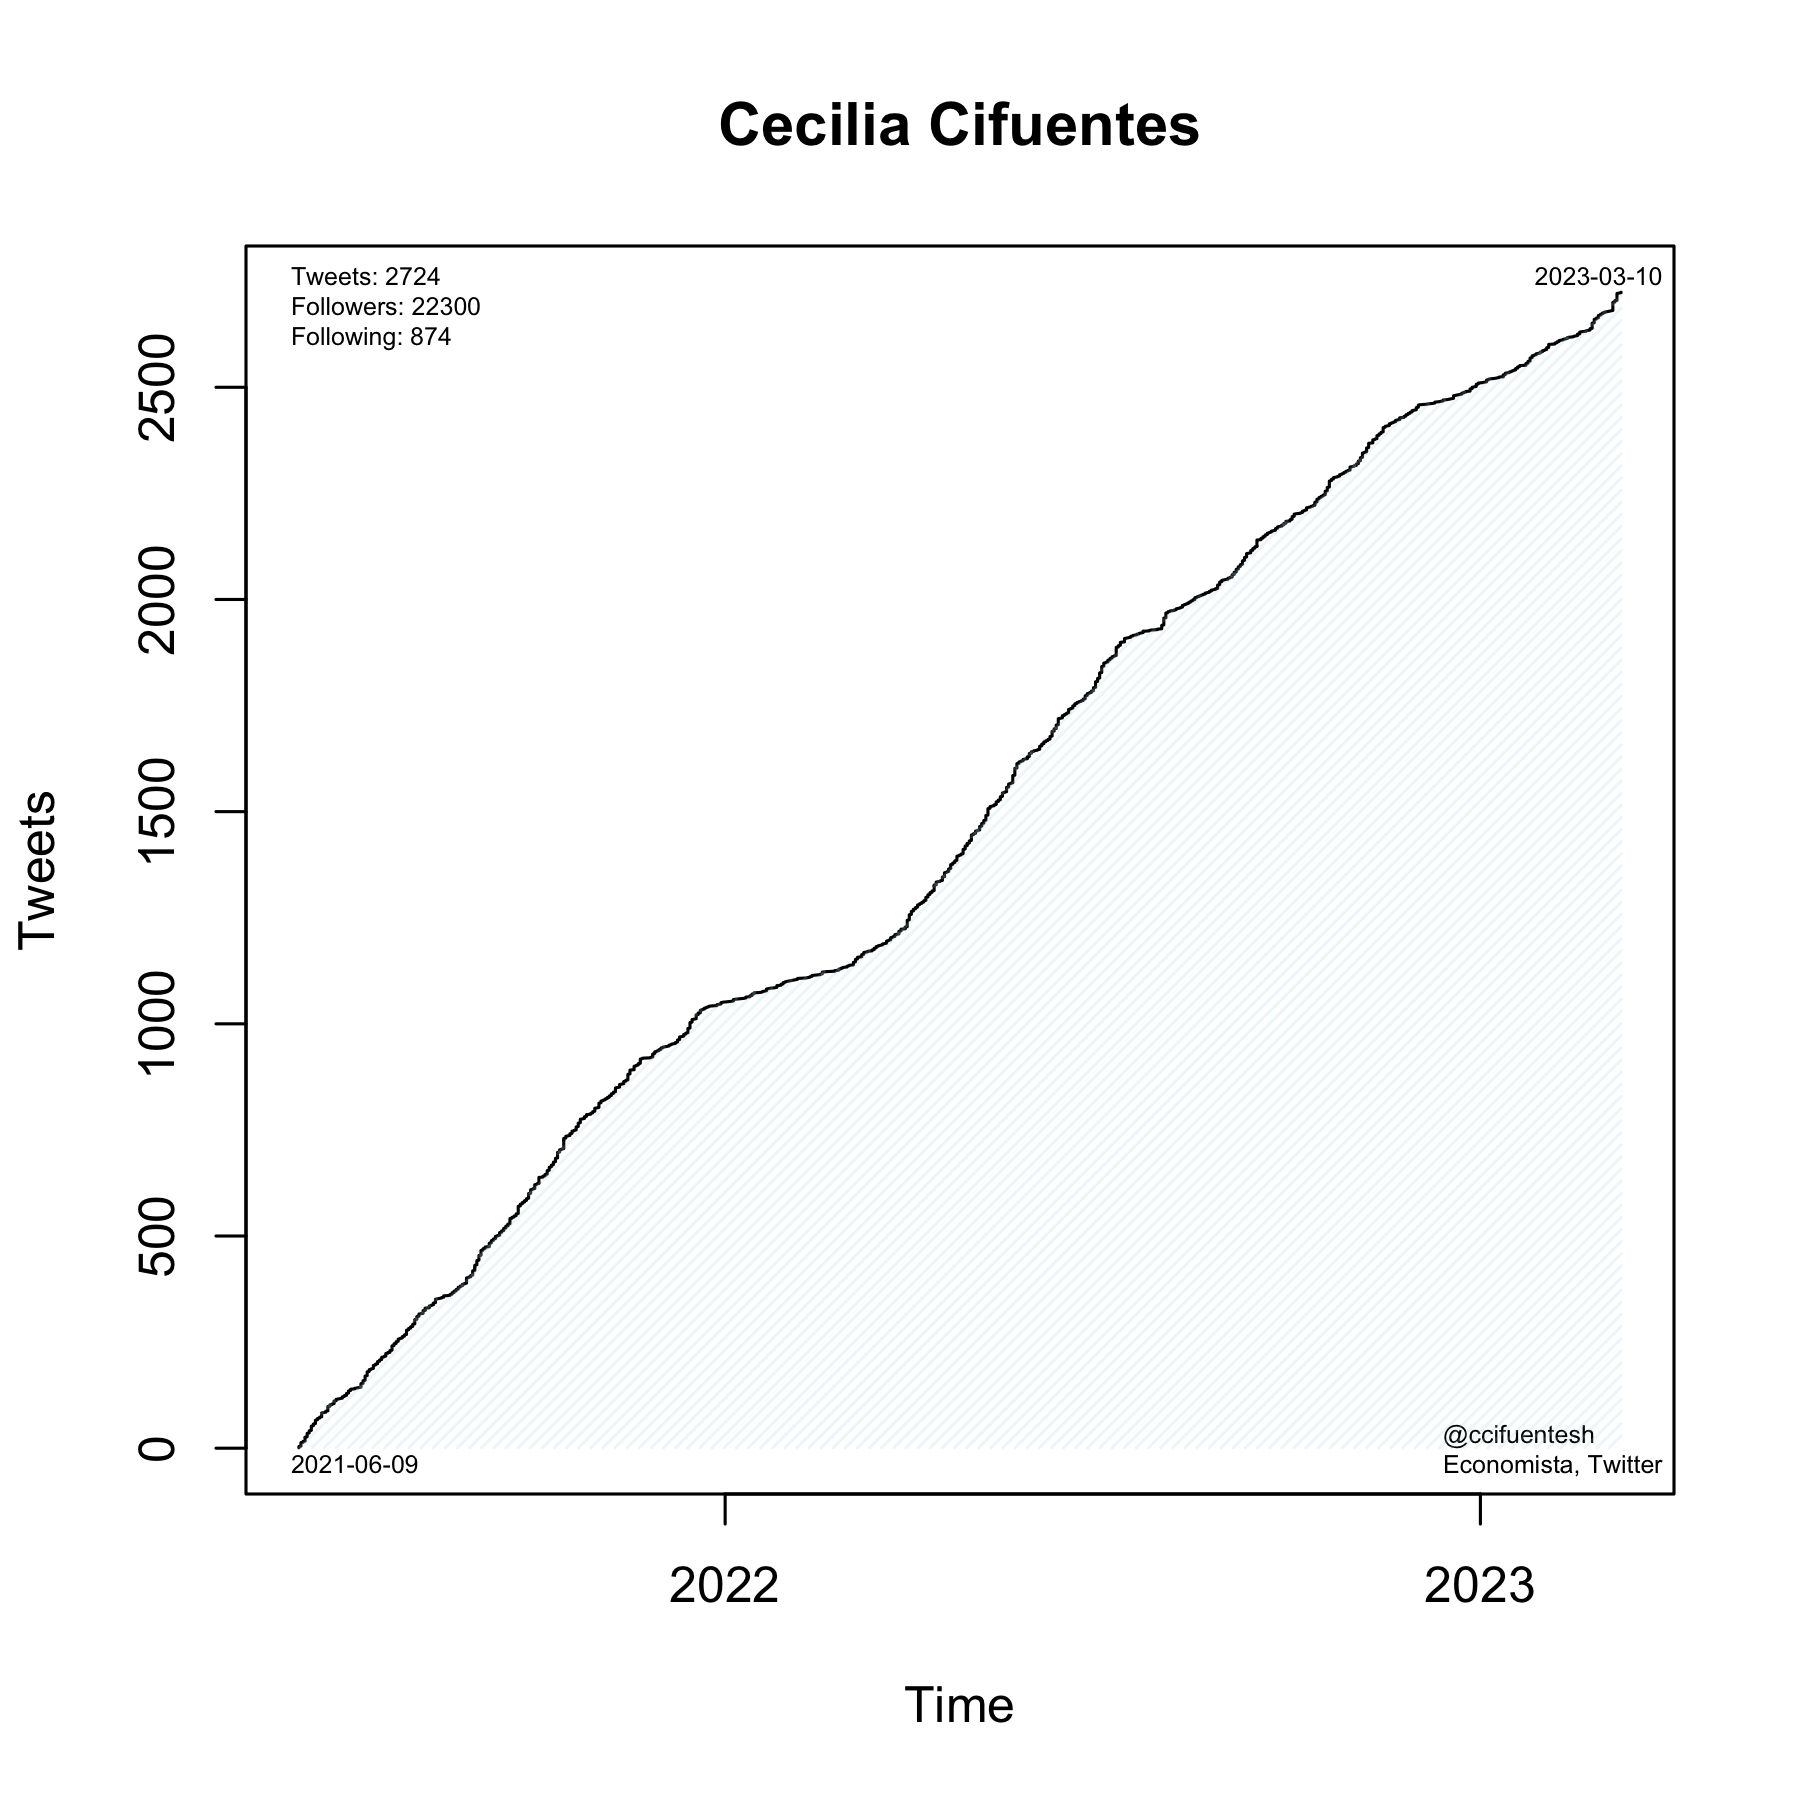 Cecilia Cifuentes
Tweets: 2724
Followers: 22300
Following: 874
2023-03-10
Tweets
2500
2000
1500
1000
500
0
2021-06-09
@ccifuentesh
Economista, Twitter
2022
2023
Time